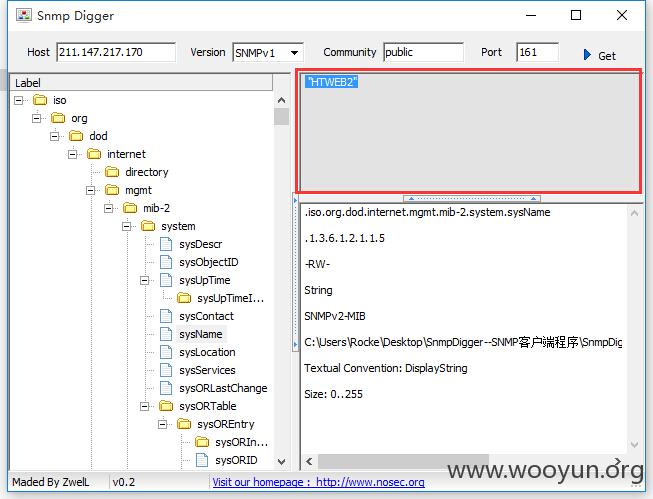 Snmp Digger
Host 211.147.217.170 Version SNMPv1 Community public Port 161 Get
Label
iso
org
dod
internet
directory
mgmt
mib-2
system
sysDescr
sysObjectID
sysUpTime
sysUpTimeI...
sysContact
sysName
sysLocation
sysServices
sysORLastChange
sysORTable
sysOREntry
sysORIn...
sysORID
"HTWEB2"
.iso.org.dod.internet.mgmt.mib-2.system.sysName
.1.3.6.1.2.1.1.5
-RW-
String
SNMPv2-MIB
C:\Users\Rocke\Desktop\SnmpDigger--SNMP客户端程序\SnmpDig
Textual Convention: DisplayString
Size: 0..255
Maded By ZwelL v0.2 Visit our homepage : http://www.nosec.org
www.wooyun.org